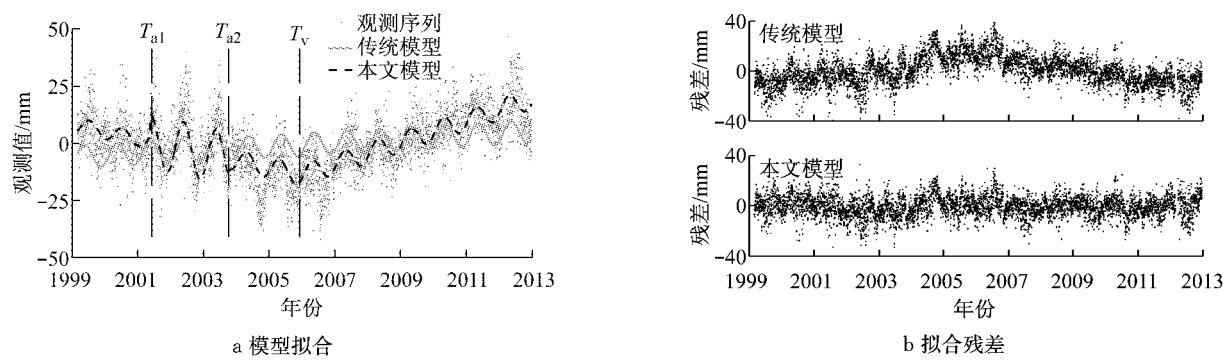 50
25
0
-25
-50
观测值/mm
T_a1
T_a2
T_v
观测序列
传统模型
本文模型
1999 2001 2003 2005 2007 2009 2011 2013
年份
a 模型拟合
40
0
-40
残差/mm
传统模型
40
0
-40
残差/mm
本文模型
1999 2001 2003 2005 2007 2009 2011 2013
年份
b 拟合残差